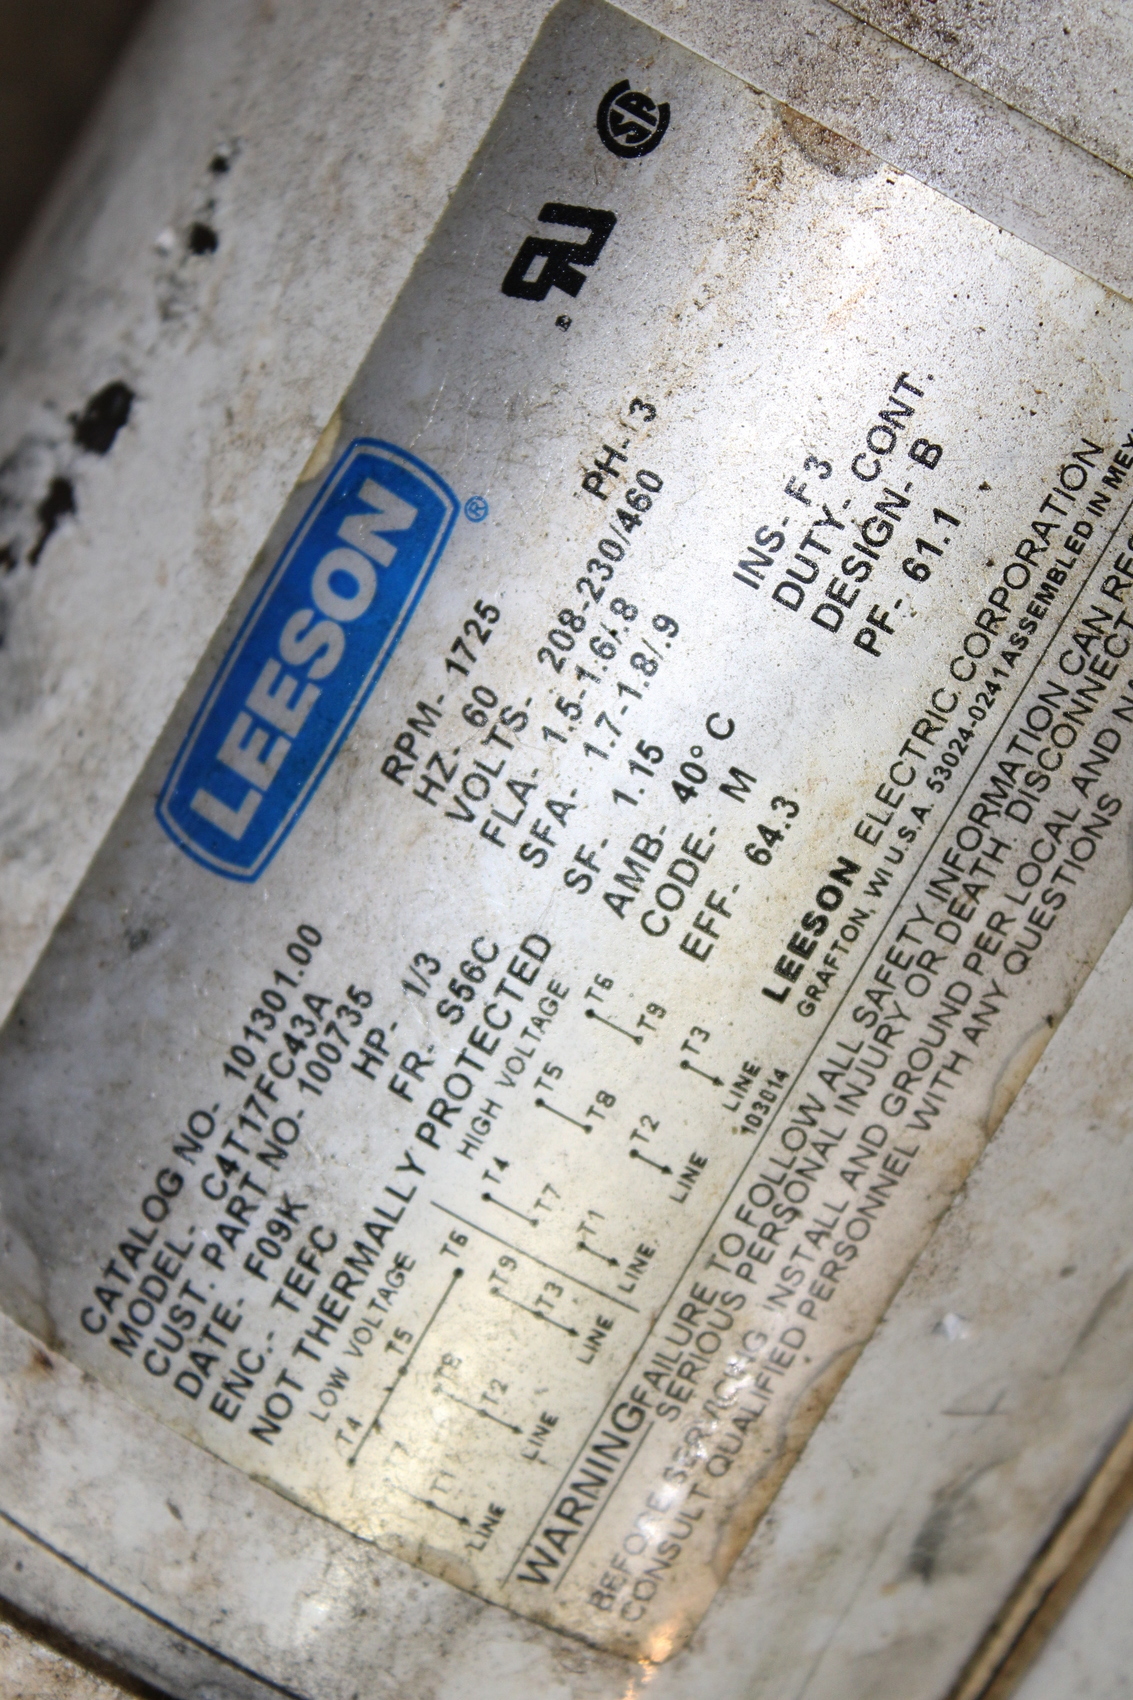 LEESON®
CATALOG NO- 101301.00
MODEL- C4T17FC43A
CUST. PART NO- 100735
DATE- F09K HP- 1/3
ENC.- TEFC FR- S56C
NOT THERMALLY PROTECTED
RPM- 1725 PH- 3
HZ- 60
VOLTS- 208-230/460
FLA- 1.5-1.6/.8
SFA- 1.7-1.8/.9
SF- 1.15 INS- F3
AMB- 40° C DUTY- CONT.
CODE- M DESIGN- B
EFF- 64.3 PF- 61.1
LOW VOLTAGE HIGH VOLTAGE
T4 T5 T6 T4 T5 T6
T7 T8 T9 T7 T8 T9
T1 T2 T3 T1 T2 T3
LINE LINE LINE LINE LINE LINE
103014
LEESON ELECTRIC CORPORATION
GRAFTON, WI U.S.A. 53024-0241 ASSEMBLED IN
WARNING FAILURE TO FOLLOW ALL SAFETY INFORMATION CAN
SERIOUS PERSONAL INJURY OR DEATH. DISCONNECT
BEFORE SERVICING. INSTALL AND GROUND PER LOCAL AND
CONSULT QUALIFIED PERSONNEL WITH ANY QUESTIONS